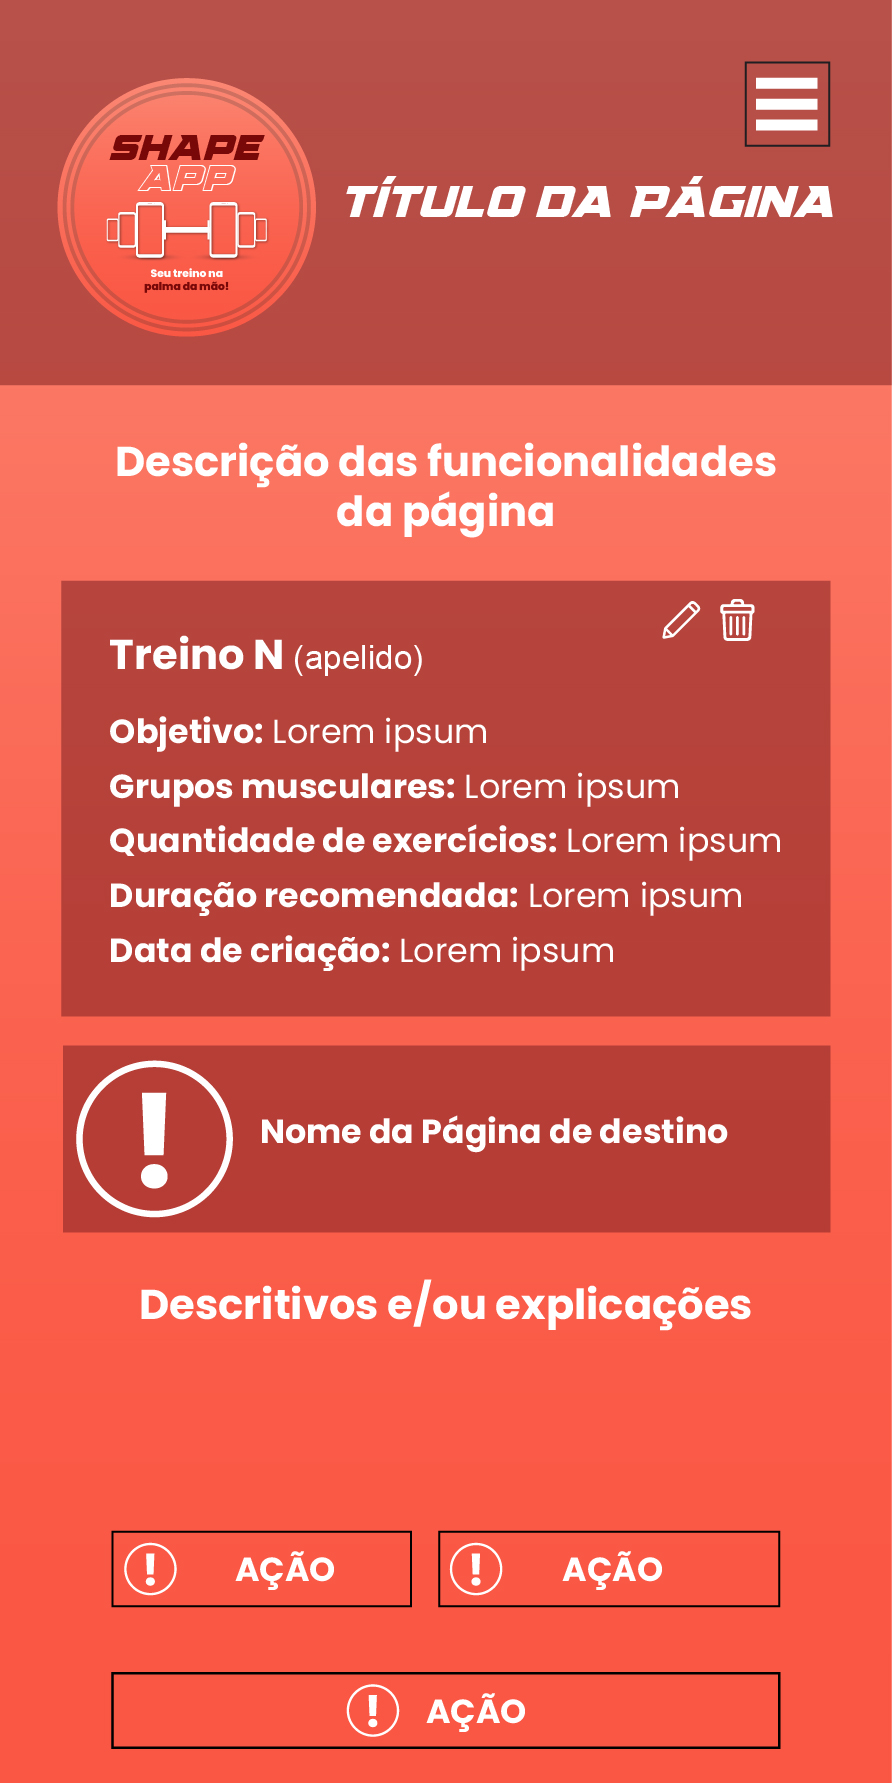 SHAPE
APP
Seu treino na
palma da mão!
TÍTULO DA PÁGINA
Descrição das funcionalidades
da página
Treino N (apelido)
Objetivo: Lorem ipsum
Grupos musculares: Lorem ipsum
Quantidade de exercícios: Lorem ipsum
Duração recomendada: Lorem ipsum
Data de criação: Lorem ipsum
! Nome da Página de destino
Descritivos e/ou explicações
! AÇÃO
! AÇÃO
! AÇÃO